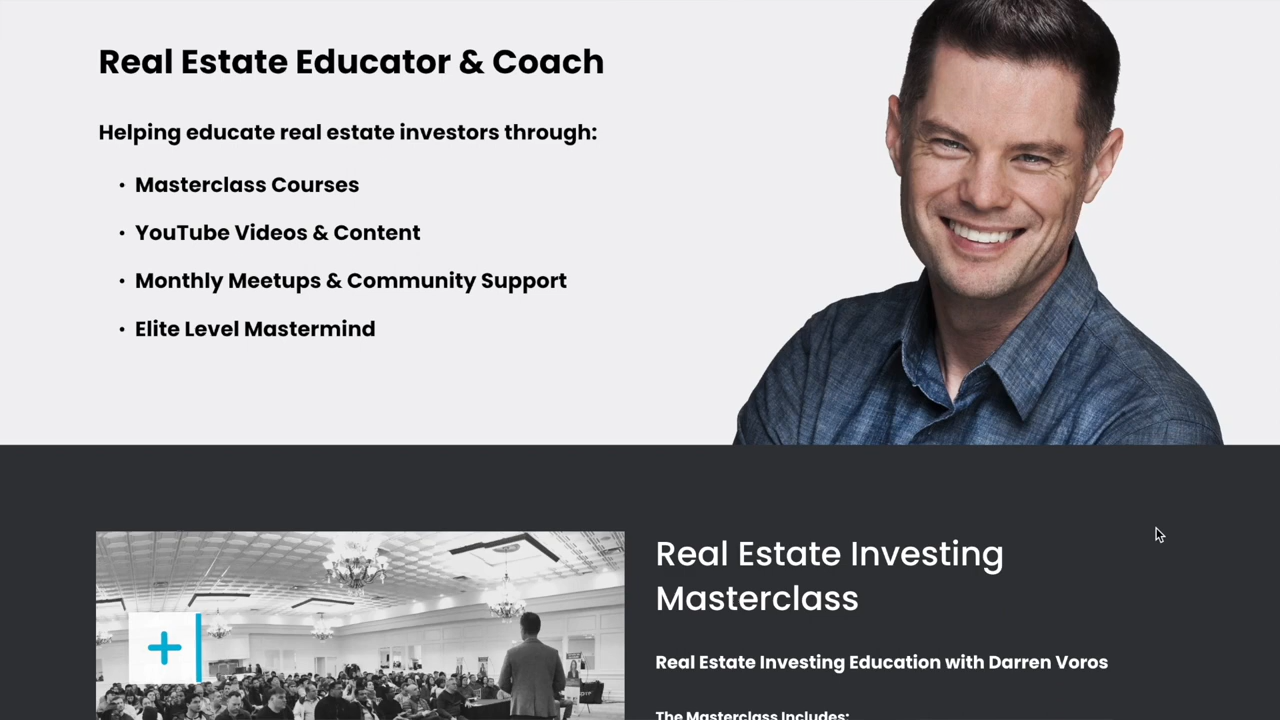 Real Estate Educator & Coach
Helping educate real estate investors through:
• Masterclass Courses
• YouTube Videos & Content
• Monthly Meetups & Community Support
• Elite Level Mastermind
Real Estate Investing
Masterclass
Real Estate Investing Education with Darren Voros
The Masterclass Includes: